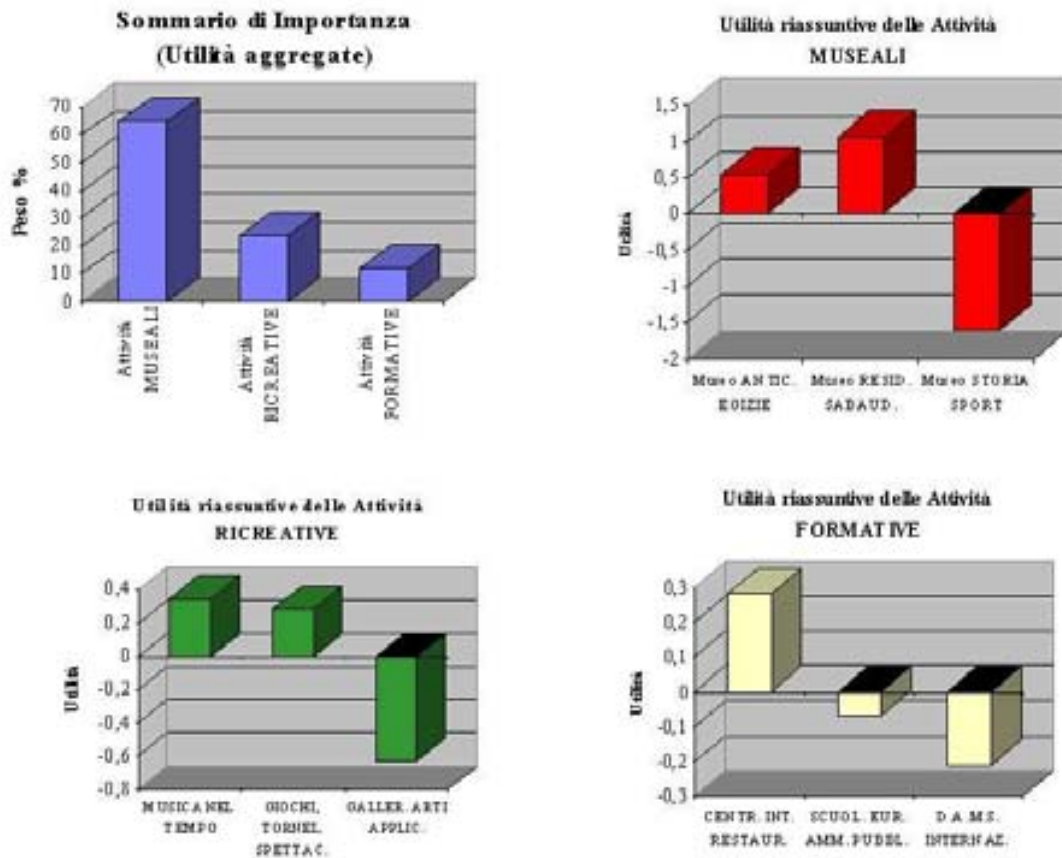 Sommario di Importanza
(Utilità aggregate)
Peso %
70
60
50
40
30
20
10
0
Attività
MUSEALI
Attività
RICREATIVE
Attività
FORMATIVE
Utilità riassuntive delle Attività
MUSEALI
Utilità
1,5
1
0,5
0
-0,5
-1
-1,5
-2
Museo ANTIC.
EGIZIE
Museo RESID.
SABAUD.
Museo STORIA
SPORT
Utilità riassuntive delle Attività
RICREATIVE
Utilità
0,4
0,2
0
-0,2
-0,4
-0,6
-0,8
MUSICA NEL
TEMPO
GIOCHI,
TORNEI,
SPETTAC.
GALLER. ARTI
APPLIC.
Utilità riassuntive delle Attività
FORMATIVE
Utilità
0,3
0,2
0,1
0
-0,1
-0,2
-0,3
CENTR. INT.
RESTAUR.
SCUOL. EUR.
AMM. PUBBL.
D.A.M.S.
INTERNAZ.